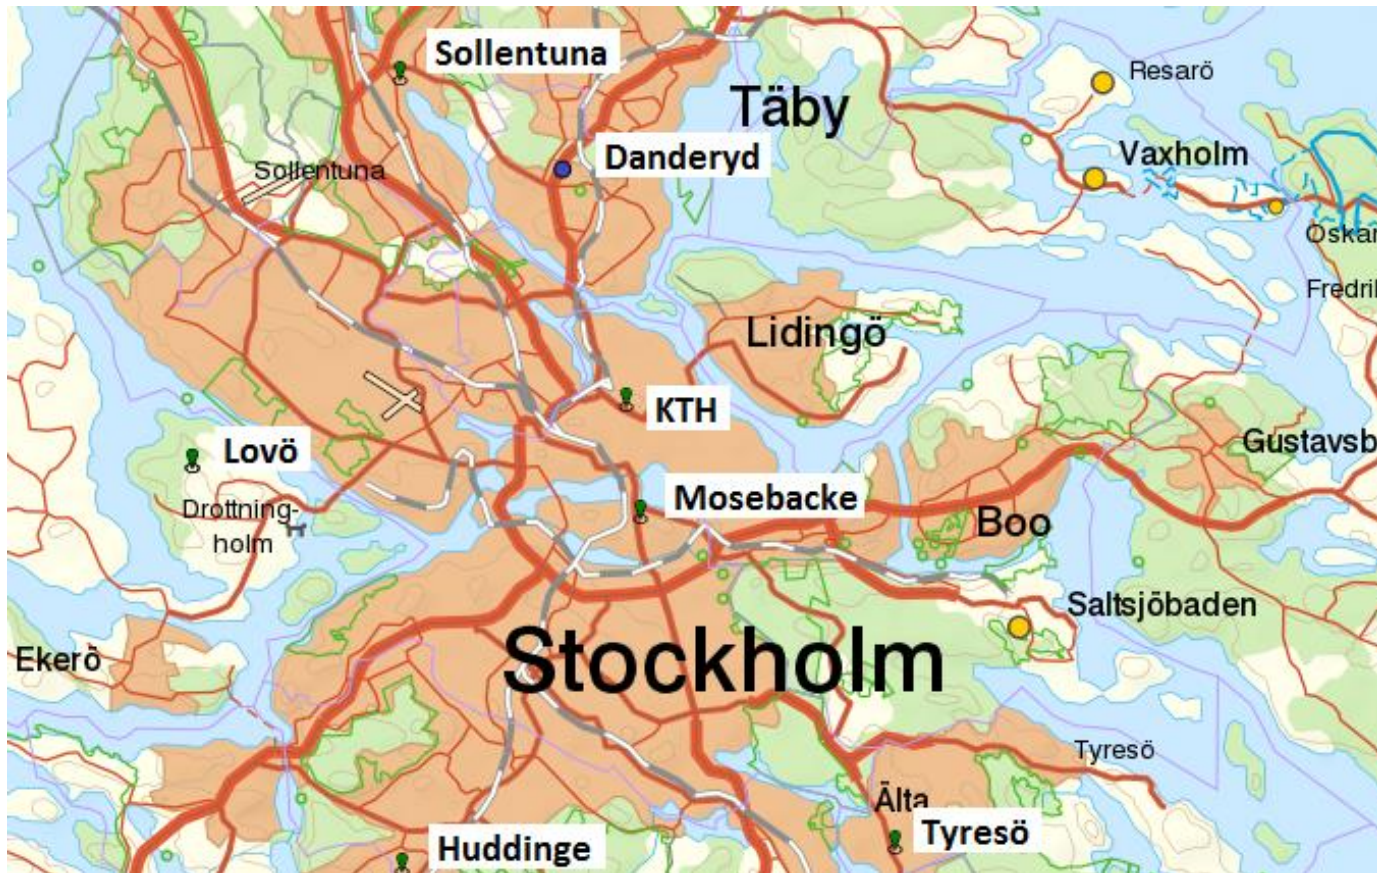 Sollentuna
Resarö
Täby
Vaxholm
Danderyd
Sollentuna
Oskar
Fredrik
Lidingö
KTH
Gustavsb
Lovö
Mosebacke
Drottning-
holm
Boo
Saltsjöbaden
Stockholm
Ekerö
Tyresö
Älta
Tyresö
Huddinge